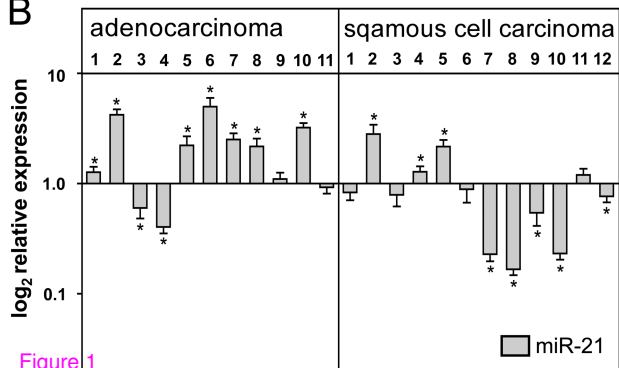 B
adenocarcinoma
sqamous cell carcinoma
1 2 3 4 5 6 7 8 9 10 11
1 2 3 4 5 6 7 8 9 10 11 12
log2 relative expression
10
1.0
0.1
* * * * * * * * *
* * * * * * * * *
miR-21
Figure 1